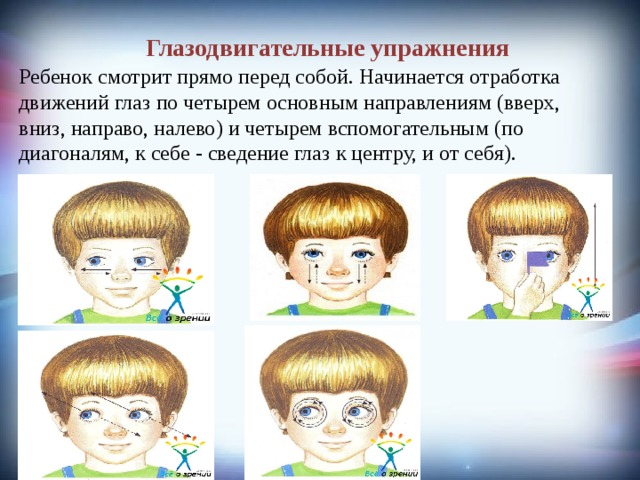 Глазодвигательные упражнения
Ребенок смотрит прямо перед собой. Начинается отработка
движений глаз по четырем основным направлениям (вверх,
вниз, направо, налево) и четырем вспомогательным (по
диагоналям, к себе - сведение глаз к центру, и от себя).
Всё о зрении
Всё о зрении
Всё о зрении
Всё о зрении